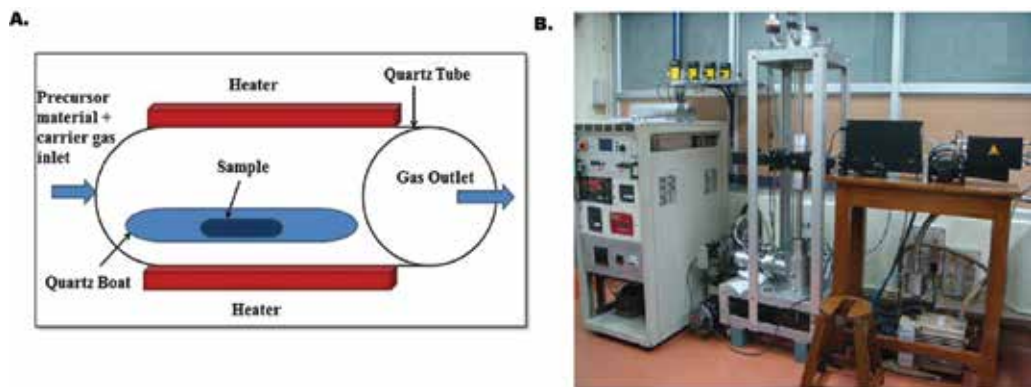 A.
B.
Heater
Quartz Tube
Precursor
material +
carrier gas
inlet
Sample
Gas Outlet
Quartz Boat
Heater